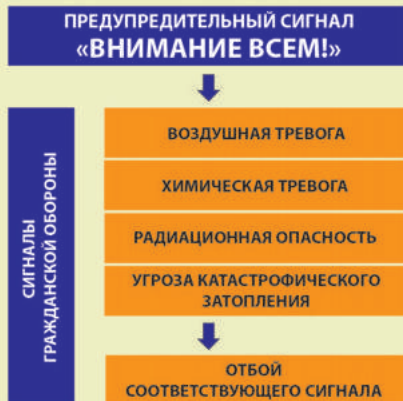 ПРЕДУПРЕДИТЕЛЬНЫЙ СИГНАЛ
«ВНИМАНИЕ ВСЕМ!»
СИГНАЛЫ
ГРАЖДАНСКОЙ ОБОРОНЫ
ВОЗДУШНАЯ ТРЕВОГА
ХИМИЧЕСКАЯ ТРЕВОГА
РАДИАЦИОННАЯ ОПАСНОСТЬ
УГРОЗА КАТАСТРОФИЧЕСКОГО
ЗАТОПЛЕНИЯ
ОТБОЙ
СООТВЕТСТВУЮЩЕГО СИГНАЛА